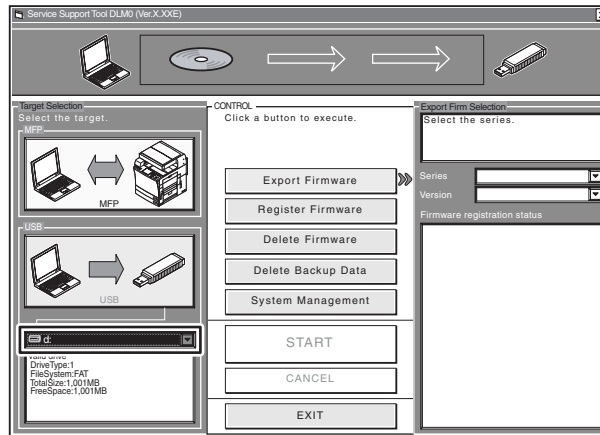 Service Support Tool DLM0 (Ver.X.XXE)
Target Selection
Select the target.
MFP
MFP
USB
USB
d:
valid drive
DriveType:1
FileSystem:FAT
TotalSize:1,001MB
FreeSpace:1,001MB
CONTROL
Click a button to execute.
Export Firmware
Register Firmware
Delete Firmware
Delete Backup Data
System Management
START
CANCEL
EXIT
Export Firm Selection
Select the series.
Series
Version
Firmware registration status